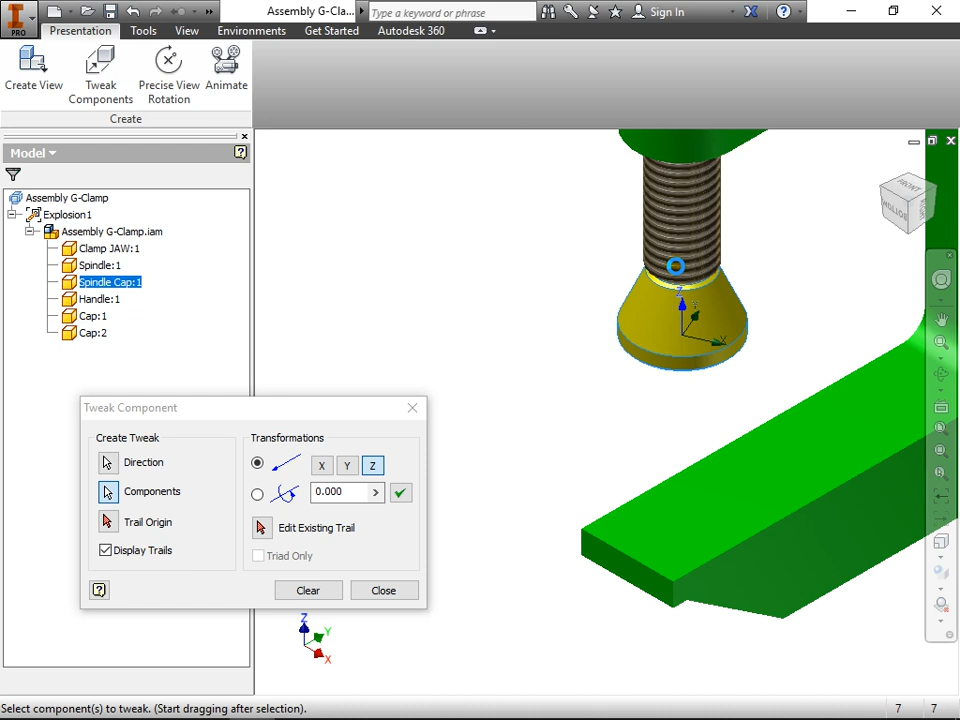 Assembly G-Clam...
Type a keyword or phrase
Sign In
PRO
Presentation
Tools
View
Environments
Get Started
Autodesk 360
Create View
Tweak Components
Precise View Rotation
Animate
Create
Model
Assembly G-Clamp
Explosion1
Assembly G-Clamp.iam
Clamp JAW:1
Spindle:1
Spindle Cap:1
Handle:1
Cap:1
Cap:2
FRONT
RIGHT
BOTTOM
Z
X
Tweak Component
Create Tweak
Direction
Components
Trail Origin
Display Trails
Transformations
X Y Z
0.000
Edit Existing Trail
Triad Only
Clear
Close
Z
Y
X
Select component(s) to tweak. (Start dragging after selection).
7 7